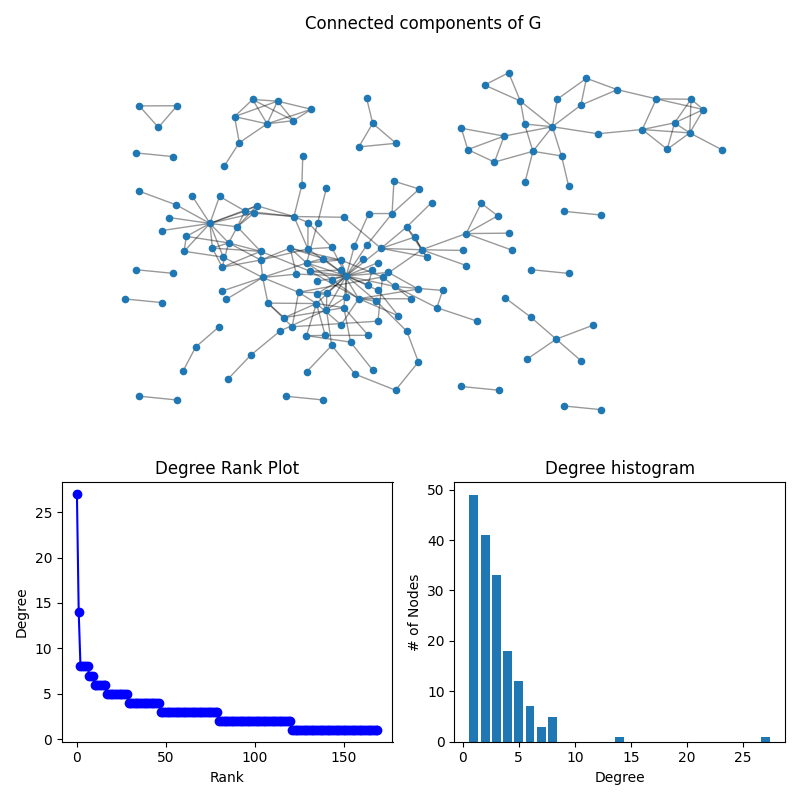 Connected components of G
Degree Rank Plot
Degree
25
20
15
10
5
0
0 50 100 150
Rank
Degree histogram
# of Nodes
50
40
30
20
10
0
0 5 10 15 20 25
Degree